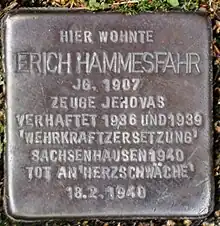 HIER WOHNTE
ERICH HAMMESFAHR
JG. 1907
ZEUGE JEHOVAS
VERHAFTET 1936 UND 1939
'WEHRKRAFTZERSETZUNG'
SACHSENHAUSEN 1940
TOT AN 'HERZSCHWÄCHE'
18.2.1940